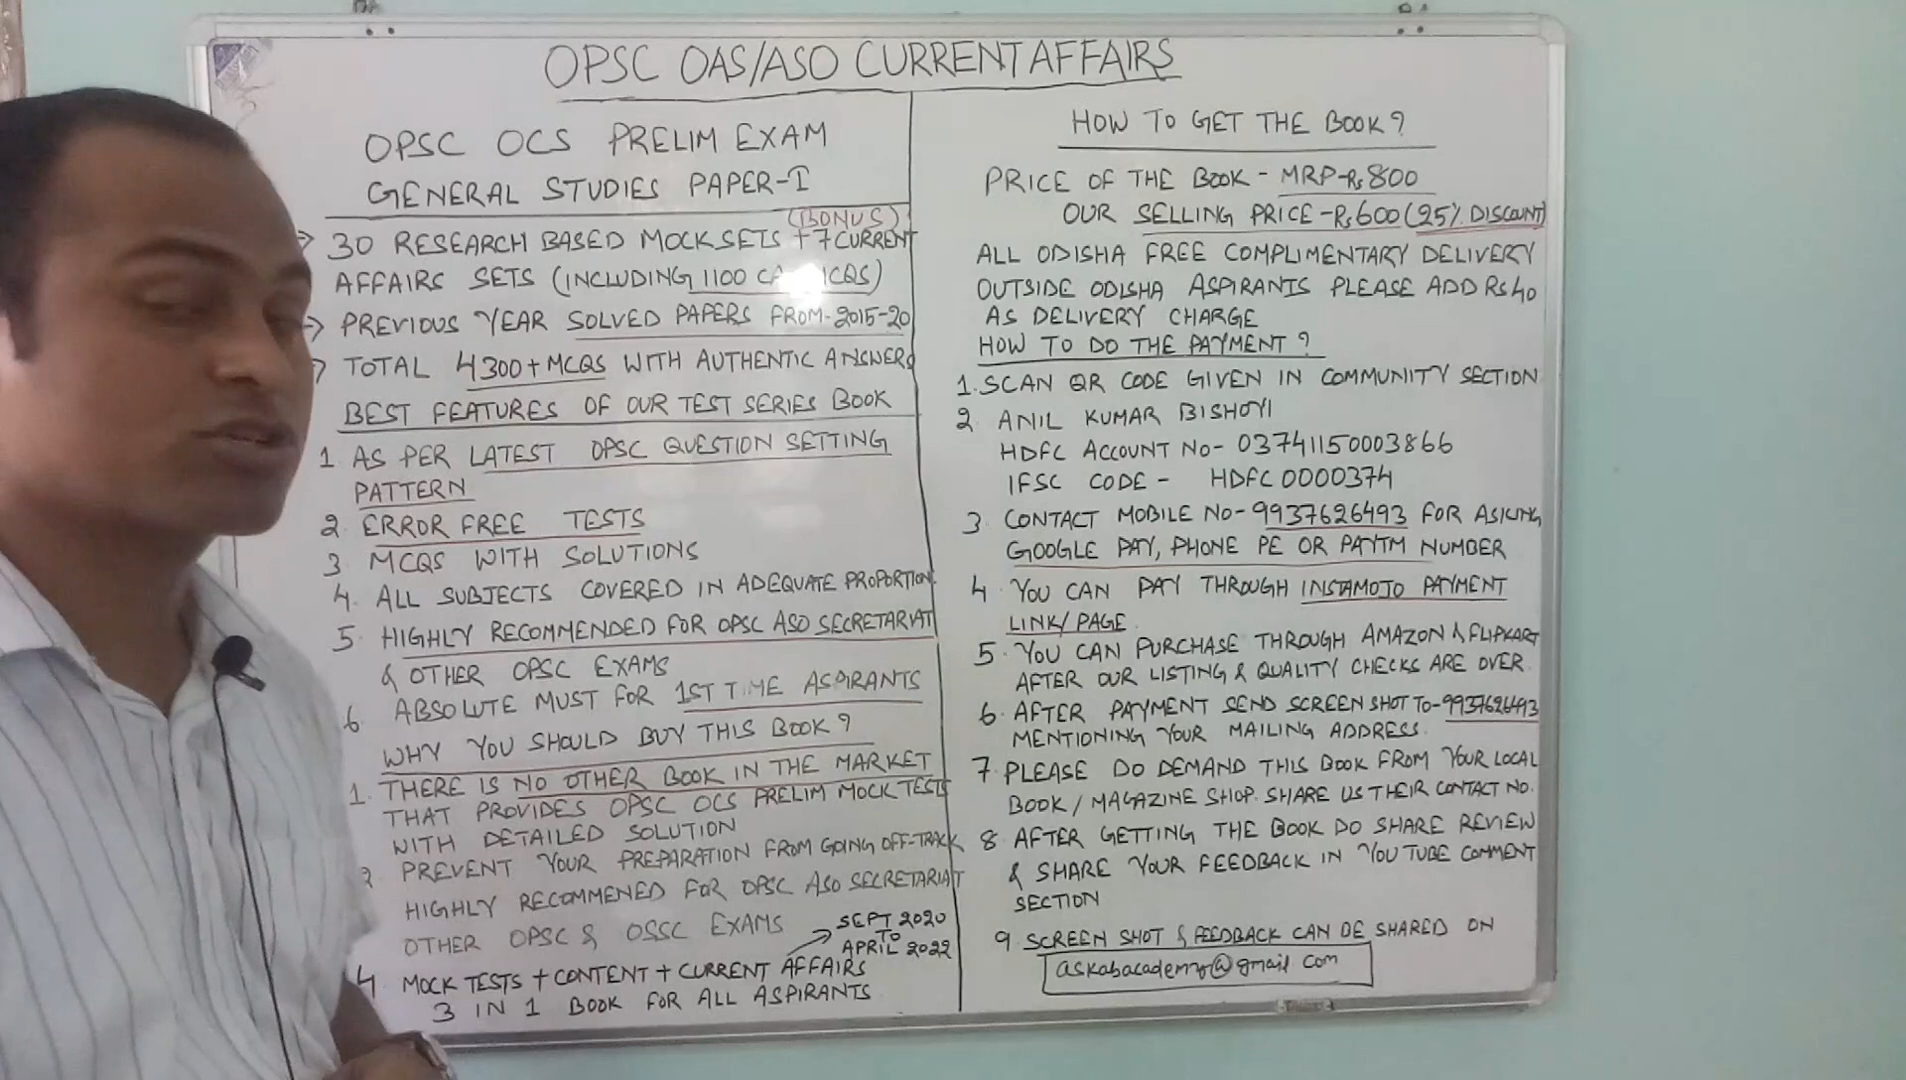 OPSC OAS/ASO CURRENT AFFAIRS
OPSC OCS PRELIM EXAM
GENERAL STUDIES PAPER-I
(BONUS)
→ 30 RESEARCH BASED MOCK SETS + 7 CURRENT
AFFAIRS SETS (INCLUDING 1100
→ PREVIOUS YEAR SOLVED PAPERS FROM-2015-20
→ TOTAL 4300+MCQS WITH AUTHENTIC ANSWERS
BEST FEATURES OF OUR TEST SERIES BOOK
1 AS PER LATEST OPSC QUESTION SETTING
PATTERN
2. ERROR FREE TESTS
3 MCQS WITH SOLUTIONS
4. ALL SUBJECTS COVERED IN ADEQUATE PROPORTION.
5. HIGHLY RECOMMENDED FOR OPSC ASO SECRETARIAT
& OTHER OPSC EXAMS
6 ABSOLUTE MUST FOR 1ST TIME ASPIRANTS
WHY YOU SHOULD BUY THIS BOOK?
1. THERE IS NO OTHER BOOK IN THE MARKET
THAT PROVIDES OPSC OCS PRELIM MOCK TESTS
WITH DETAILED SOLUTION
2. PREVENT YOUR PREPARATION FROM GOING OFF-TRACK
HIGHLY RECOMMENED FOR OPSC ASO SECRETARIAT
OTHER OPSC & OSSC EXAMS
SEPT 2020
TO
APRIL 2022
4 MOCK TESTS + CONTENT + CURRENT AFFAIRS
3 IN 1 BOOK FOR ALL ASPIRANTS
HOW TO GET THE BOOK?
PRICE OF THE BOOK - MRP-Rs 800
OUR SELLING PRICE-Rs 600 (25% DISCOUNT)
ALL ODISHA FREE COMPLIMENTARY DELIVERY
OUTSIDE ODISHA ASPIRANTS PLEASE ADD Rs 40
AS DELIVERY CHARGE
HOW TO DO THE PAYMENT?
1. SCAN QR CODE GIVEN IN COMMUNITY SECTION
2 ANIL KUMAR BISHOYI
HDFC ACCOUNT No- 03741150003866
IFSC CODE - HDFC0000374
3. CONTACT MOBILE NO-9937626493 FOR ASKING
GOOGLE PAY, PHONE PE OR PAYTM NUMBER
4 YOU CAN PAY THROUGH INSTAMOJO PAYMENT
LINK/PAGE.
5. YOU CAN PURCHASE THROUGH AMAZON & FLIPKART
AFTER OUR LISTING & QUALITY CHECKS ARE OVER.
6. AFTER PAYMENT SEND SCREEN SHOT TO-9937626493
MENTIONING YOUR MAILING ADDRESS.
7. PLEASE DO DEMAND THIS BOOK FROM YOUR LOCAL
BOOK/MAGAZINE SHOP. SHARE US THEIR CONTACT NO.
8 AFTER GETTING THE BOOK DO SHARE REVIEW
& SHARE YOUR FEEDBACK IN YOU TUBE COMMENT
SECTION
9 SCREEN SHOT & FEEDBACK CAN BE SHARED ON
askabacademy@gmail com